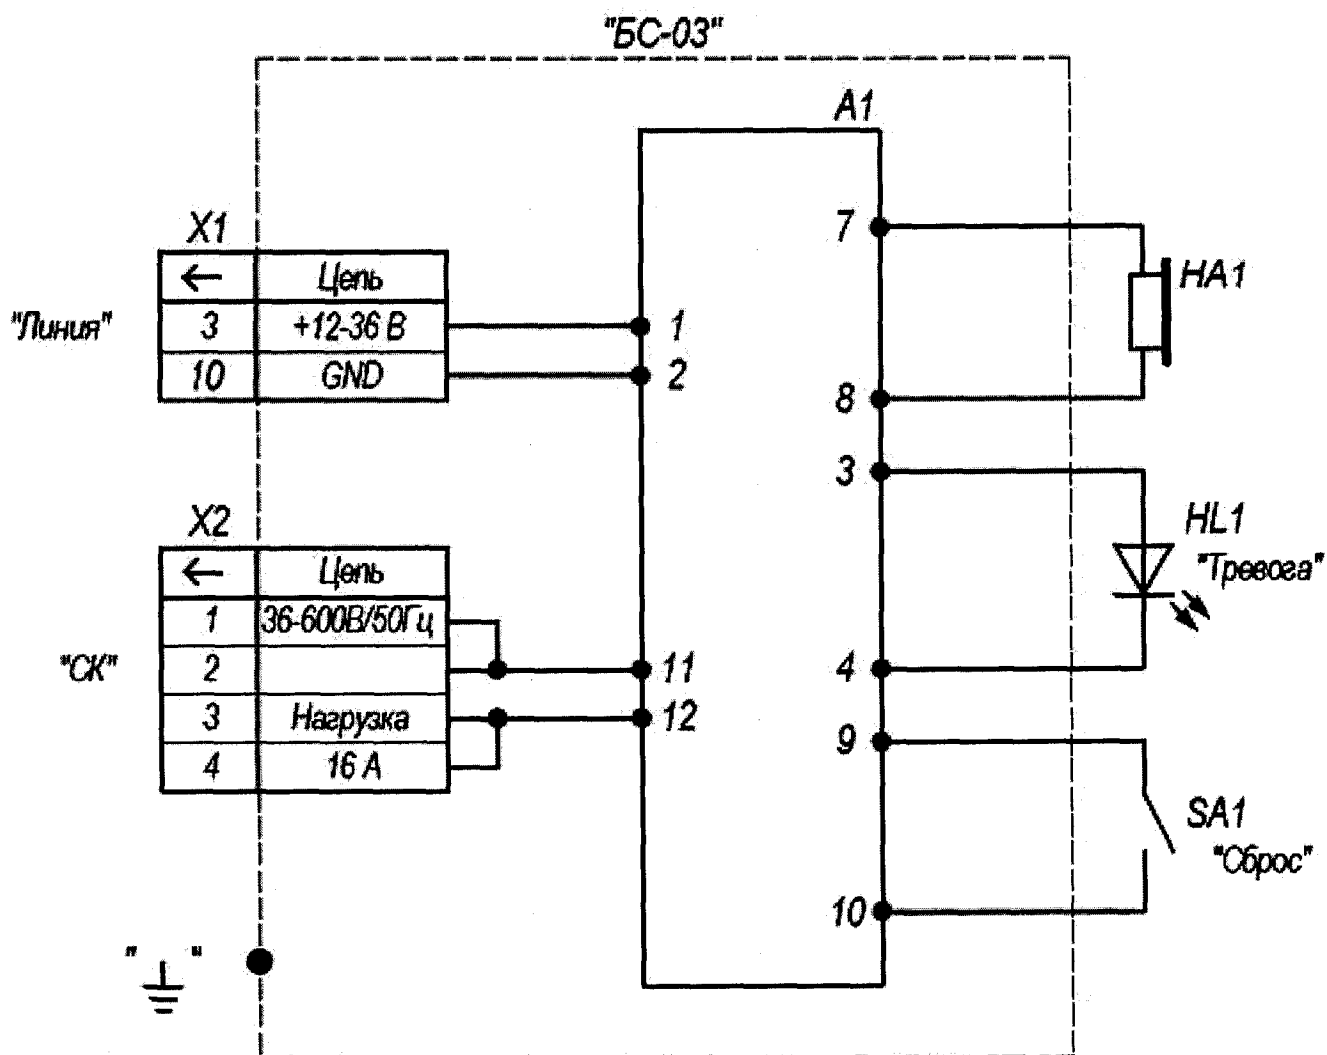 "БС-03"
A1
X1
Цепь
"Линия"
3 +12-36 В
10 GND
1
2
7
HA1
8
3
HL1
"Тревога"
4
X2
Цепь
1 36-600В/50Гц
"СК"
2
3 Нагрузка
4 16 А
11
12
9
SA1
"Сброс"
10
" "